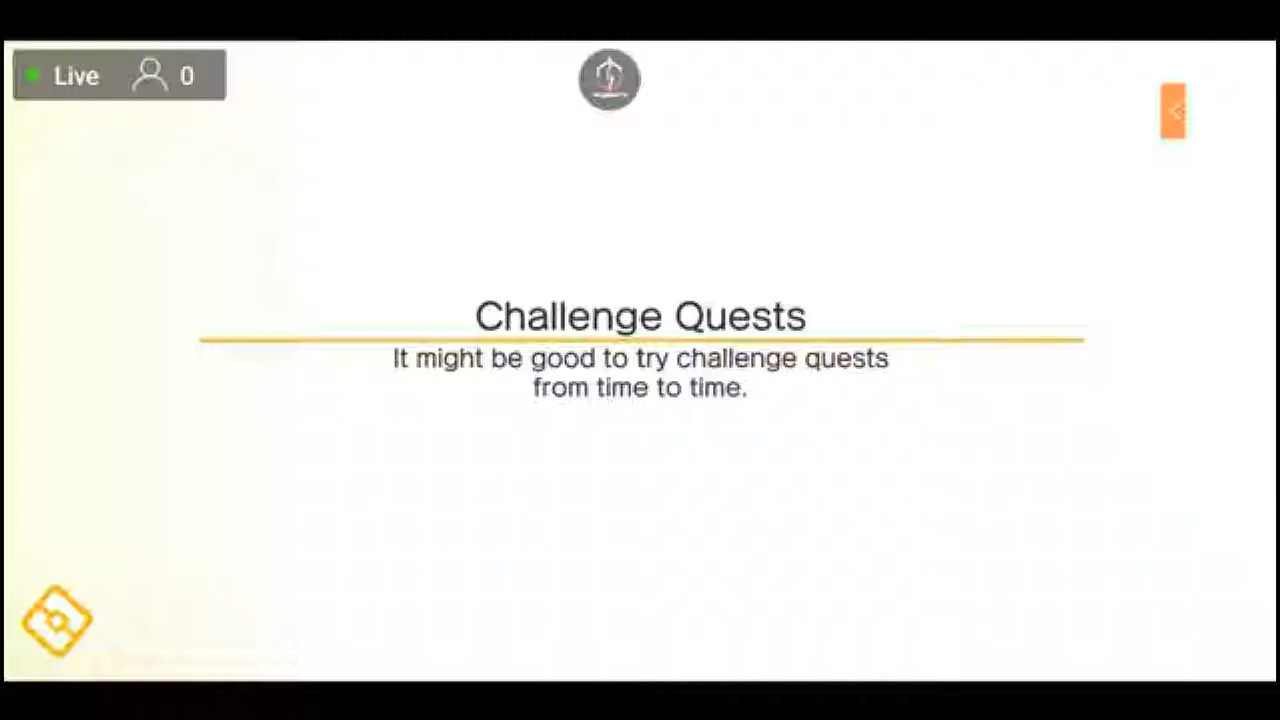 Live 0
Challenge Quests
It might be good to try challenge quests
from time to time.